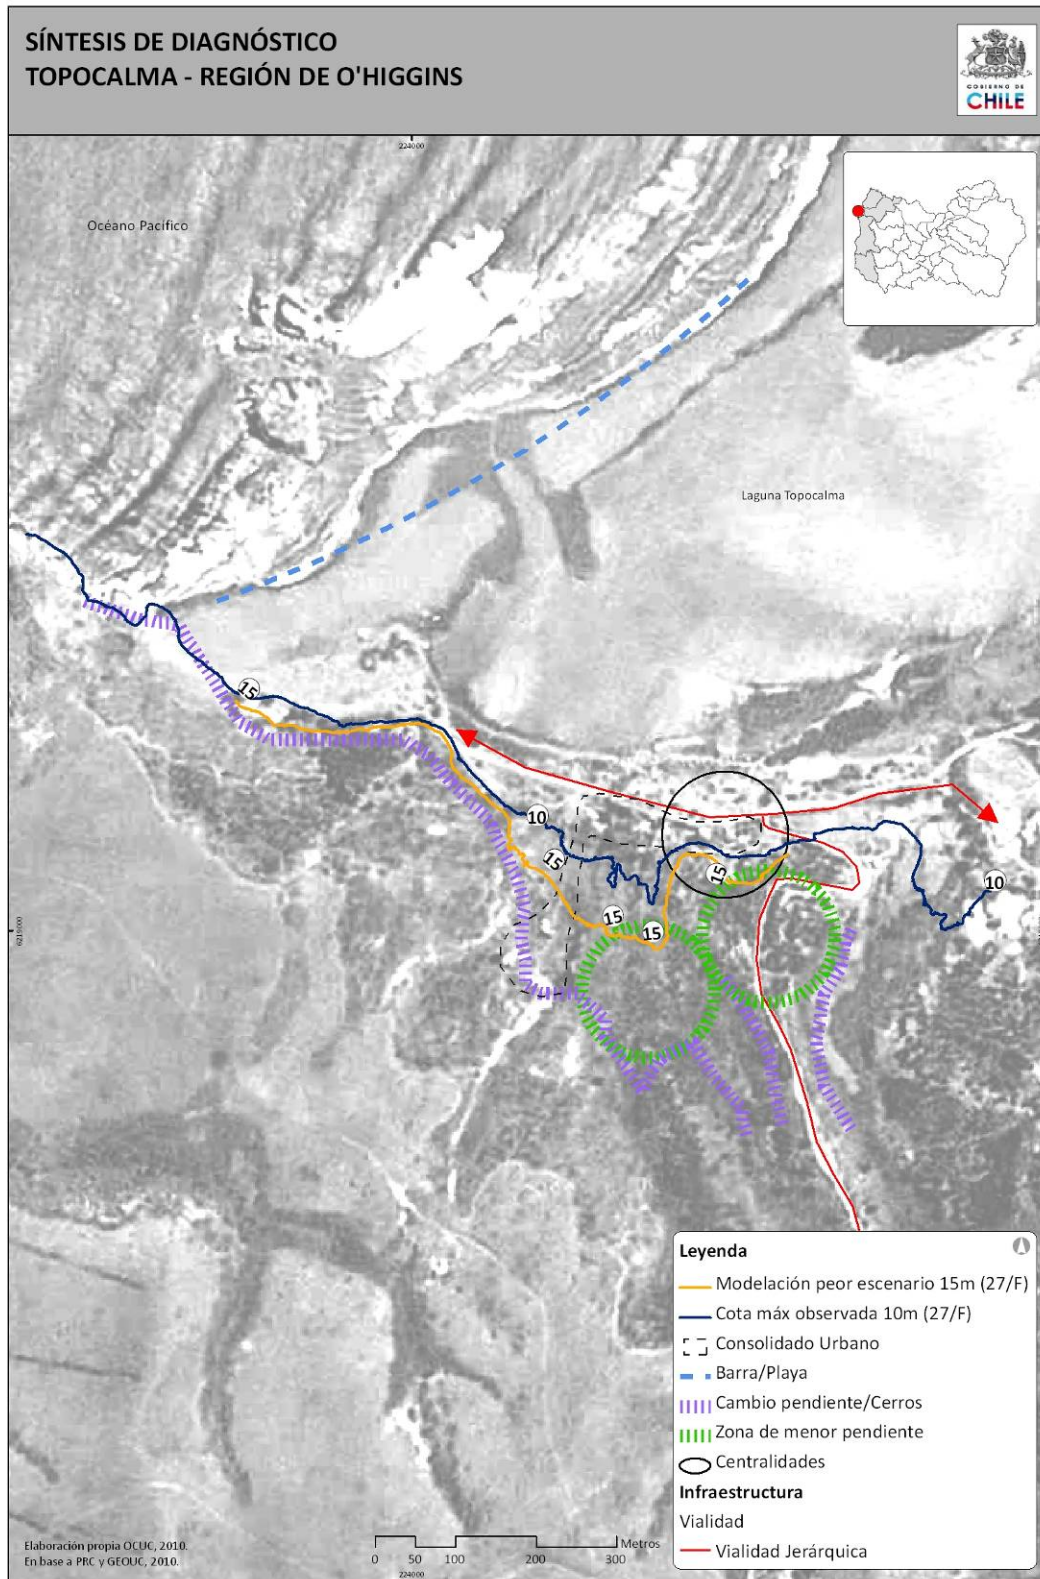 SÍNTESIS DE DIAGNÓSTICO
TOPOCALMA - REGIÓN DE O'HIGGINS
GOBIERNO DE
CHILE
224000
Océano Pacífico
Laguna Topocalma
15
10
15
15
15
15
10
6219000
Leyenda
Modelación peor escenario 15m (27/F)
Cota máx observada 10m (27/F)
Consolidado Urbano
Barra/Playa
Cambio pendiente/Cerros
Zona de menor pendiente
Centralidades
Infraestructura
Vialidad
Vialidad Jerárquica
Elaboración propia OCUC, 2010.
En base a PRC y GEOUC, 2010.
Metros
0 50 100 200 300
224000